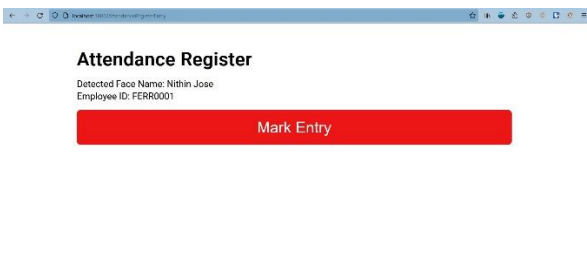 Attendance Register
Detected Face Name: Nithin Jose
Employee ID: FERR0001
Mark Entry